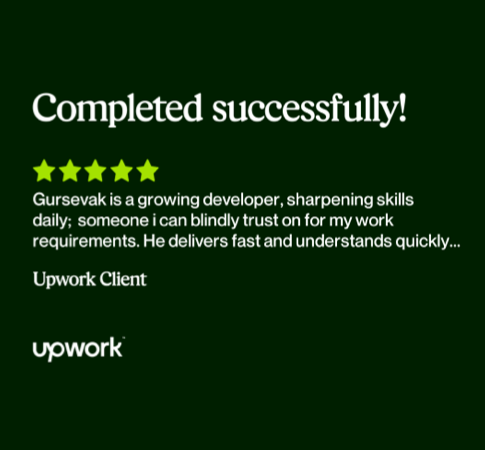 Completed successfully!
Gursevak is a growing developer, sharpening skills
daily;  someone i can blindly trust on for my work
requirements. He delivers fast and understands quickly...
Upwork Client
upwork